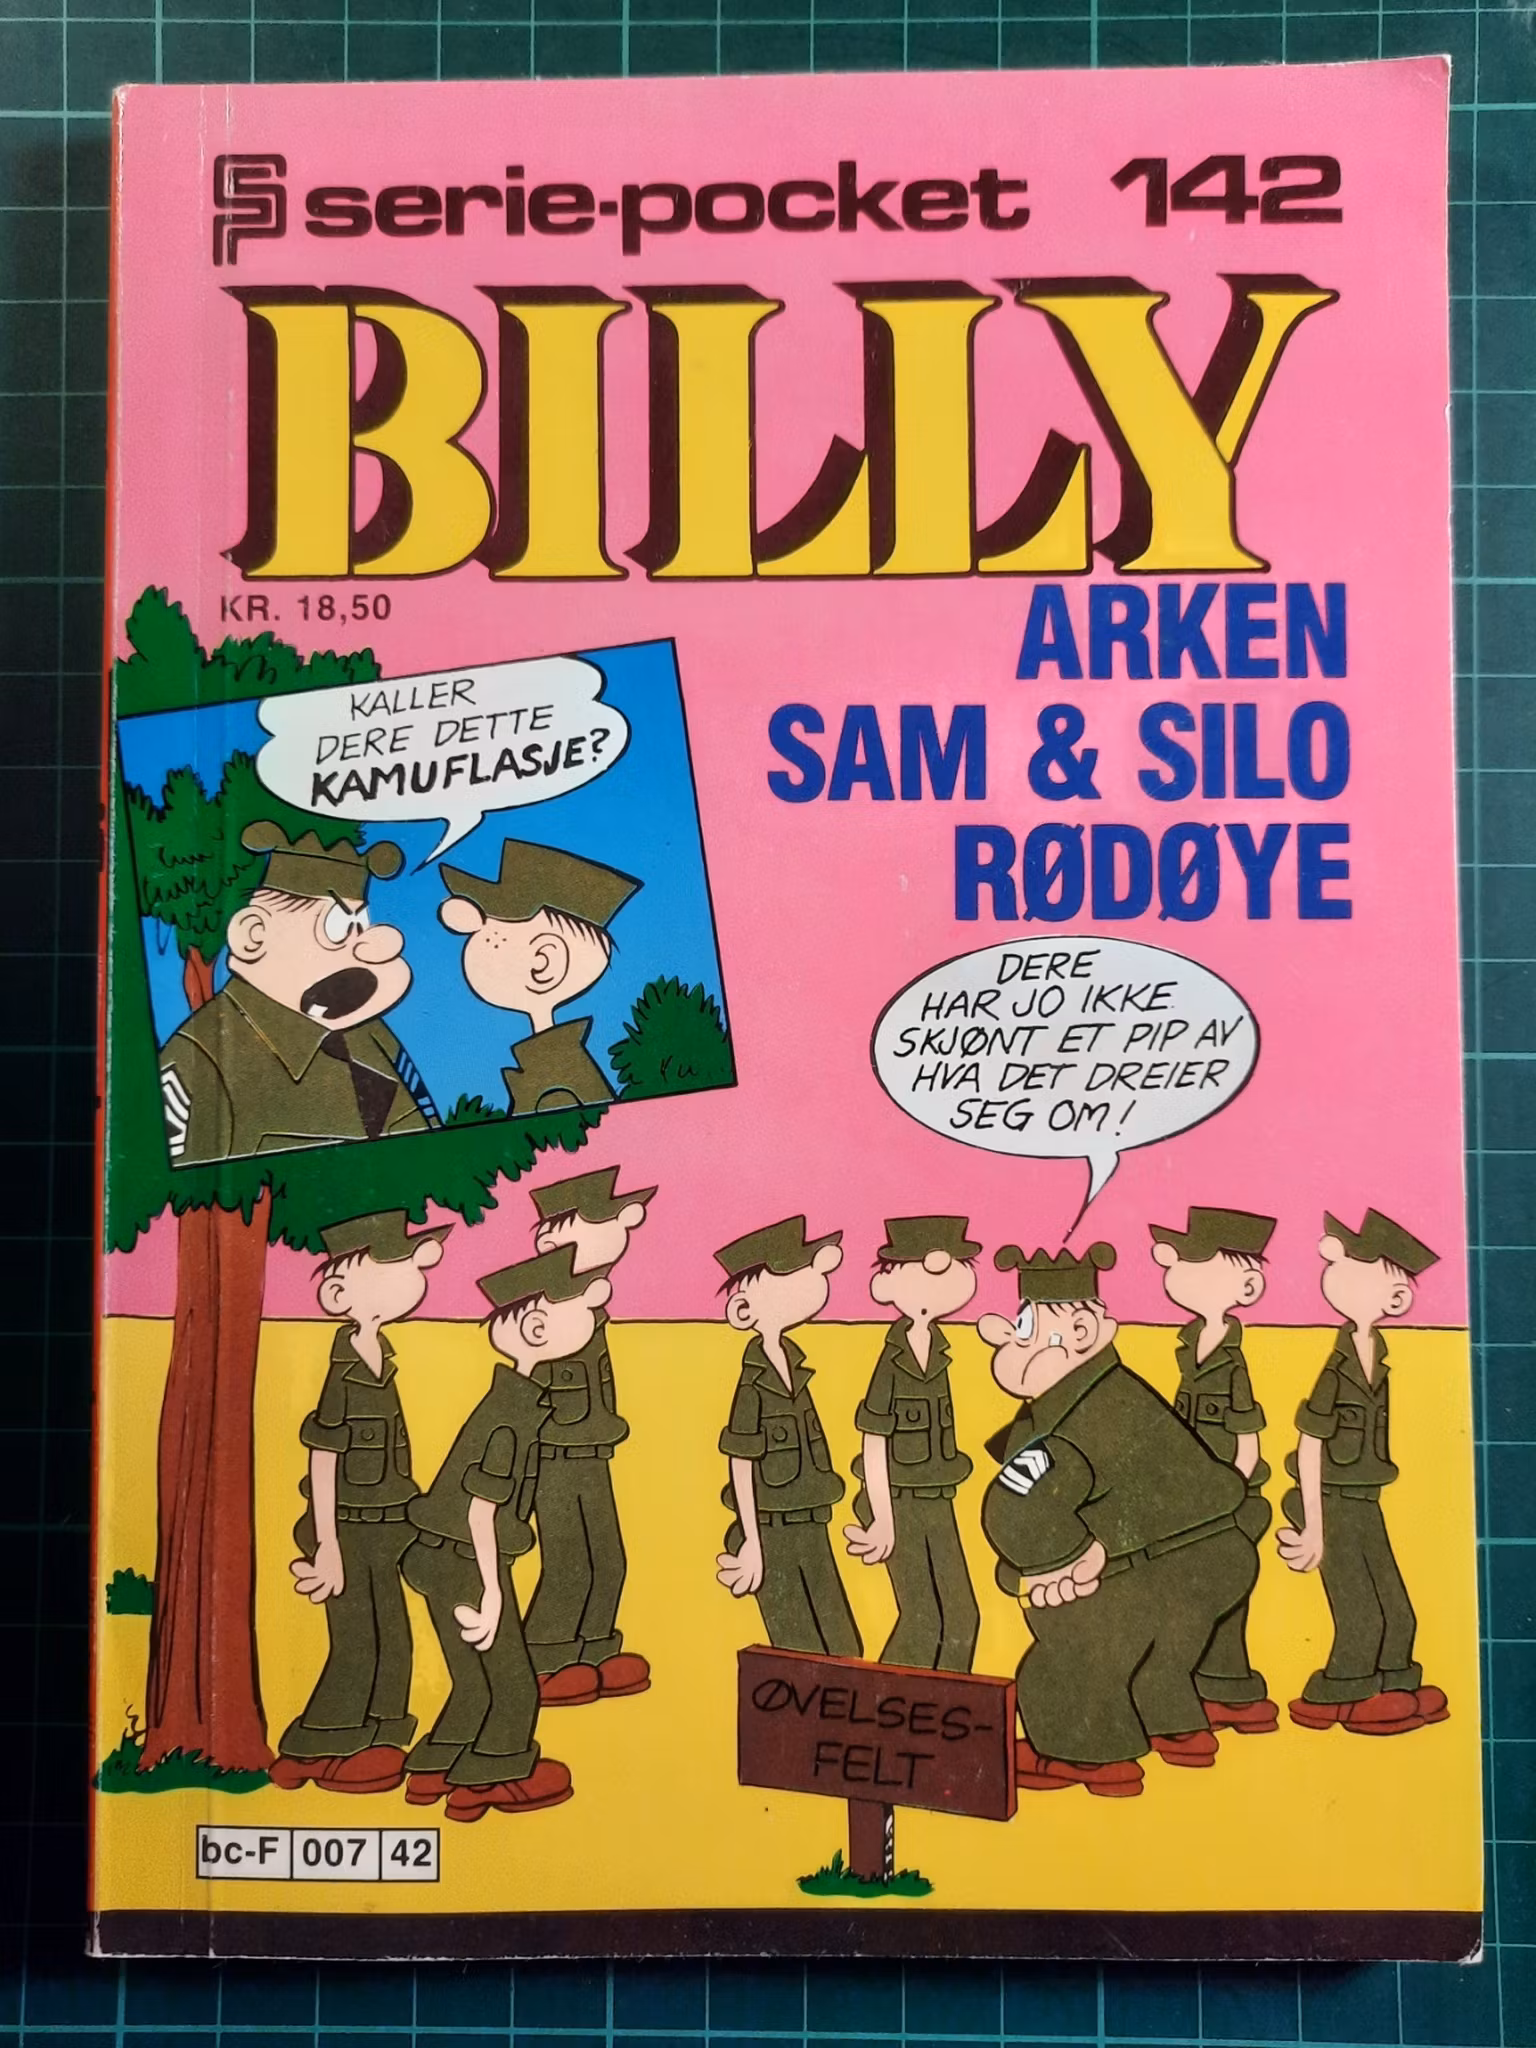 SP serie-pocket 142
BILLY
KR. 18,50
ARKEN
SAM & SILO
RØDØYE
KALLER
DERE DETTE
KAMUFLASJE?
DERE
HAR JO IKKE
SKJØNT ET PIP AV
HVA DET DREIER
SEG OM!
ØVELSES-
FELT
bc-F 007 42